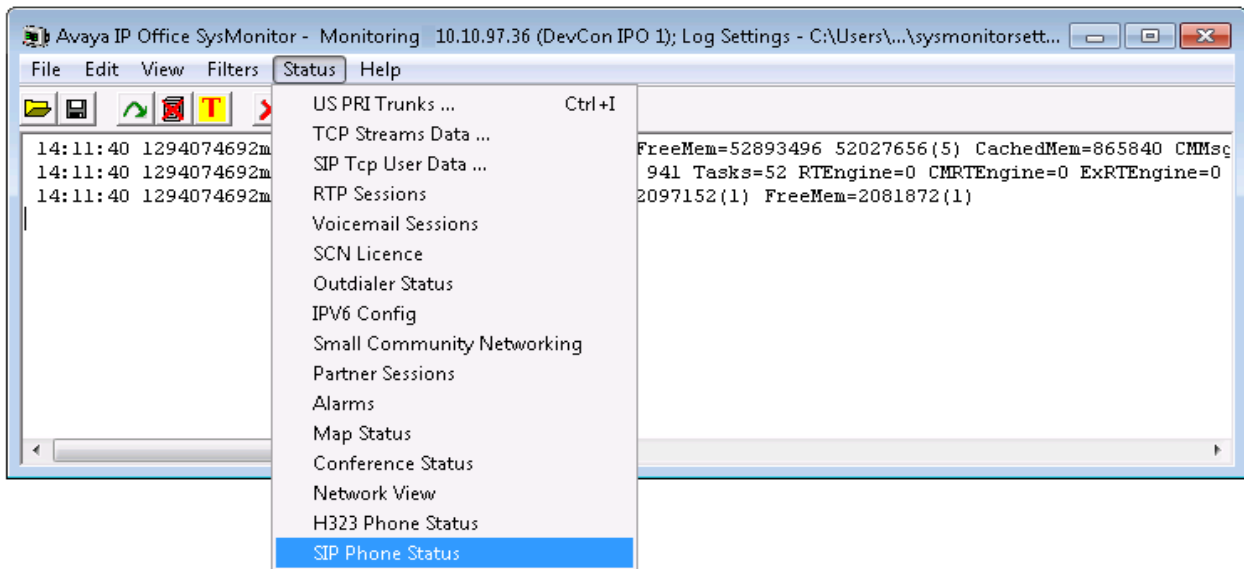 Avaya IP Office SysMonitor - Monitoring 10.10.97.36 (DevCon IPO 1); Log Settings - C:\Users\...\sysmonitorsett...
File Edit View Filters Status Help
T
US PRI Trunks ... Ctrl+I
TCP Streams Data ...
SIP Tcp User Data ...
RTP Sessions
Voicemail Sessions
SCN Licence
Outdialer Status
IPV6 Config
Small Community Networking
Partner Sessions
Alarms
Map Status
Conference Status
Network View
H323 Phone Status
SIP Phone Status
14:11:40 1294074692m FreeMem=52893496 52027656(5) CachedMem=865840 CMMsg
14:11:40 1294074692m 941 Tasks=52 RTEngine=0 CMRTEngine=0 ExRTEngine=0
14:11:40 1294074692m 2097152(1) FreeMem=2081872(1)